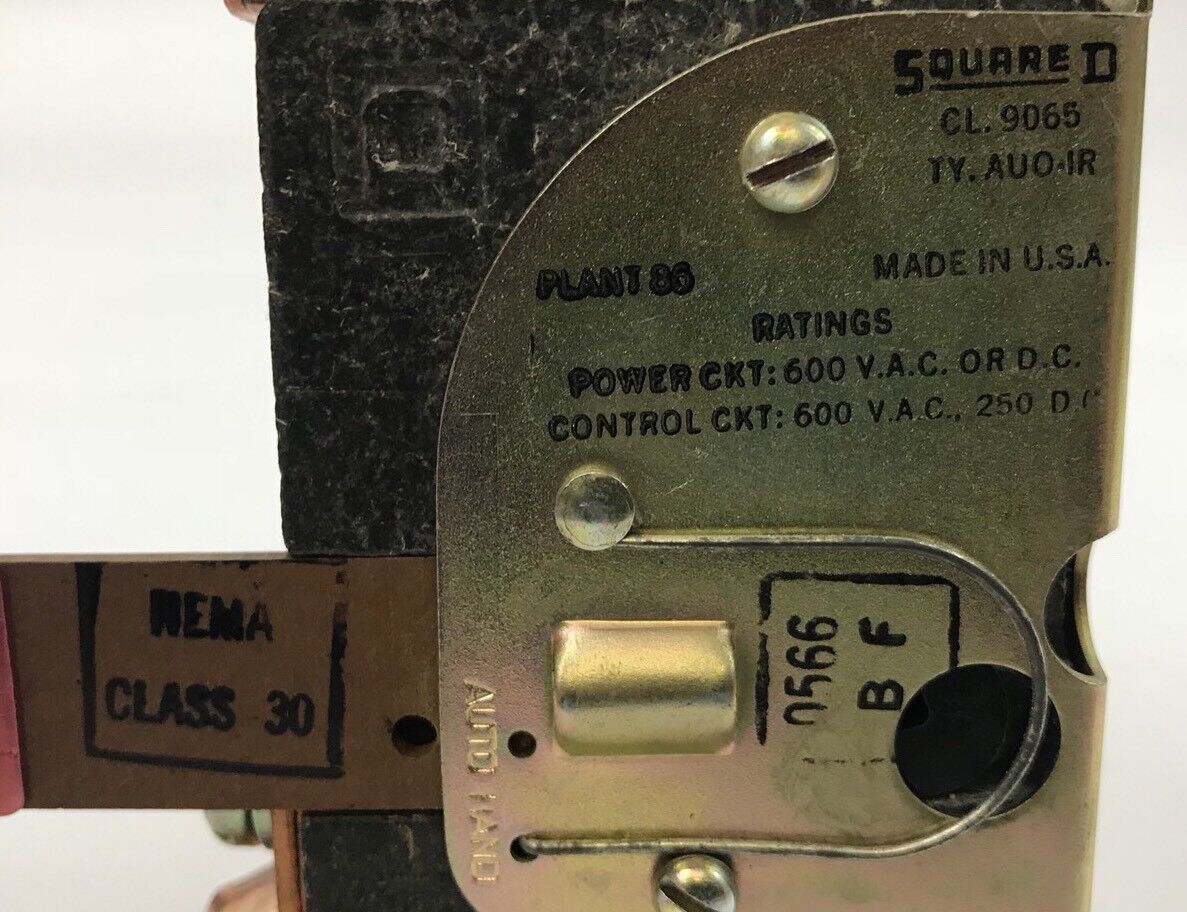 SQUARE D
CL. 9065
TY. AUO-IR
PLANT 86
MADE IN U.S.A.
RATINGS
POWER CKT: 600 V.A.C. OR D.C.
CONTROL CKT: 600 V.A.C., 250 D.C
NEMA
CLASS 30
0566
B F
AUTO HAND